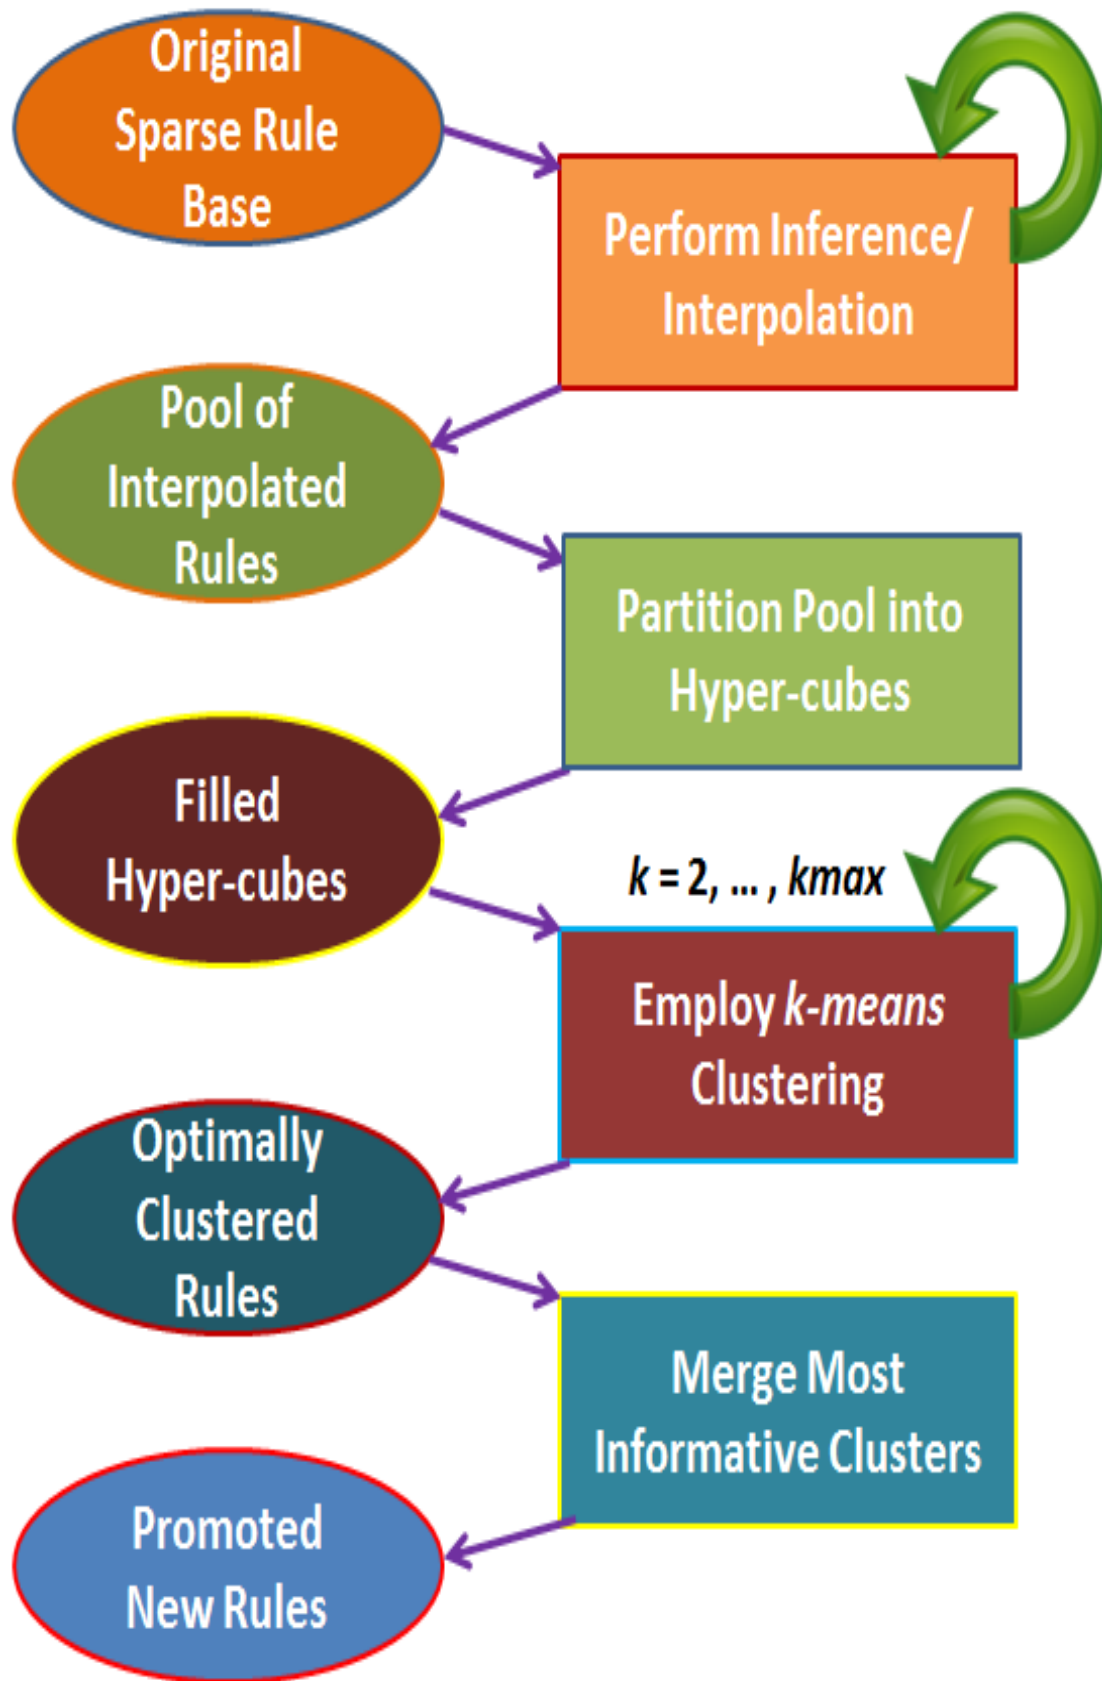 Original
Sparse Rule
Base
Perform Inference/
Interpolation
Pool of
Interpolated
Rules
Partition Pool into
Hyper-cubes
Filled
Hyper-cubes
k = 2, ... , kmax
Employ k-means
Clustering
Optimally
Clustered
Rules
Merge Most
Informative Clusters
Promoted
New Rules